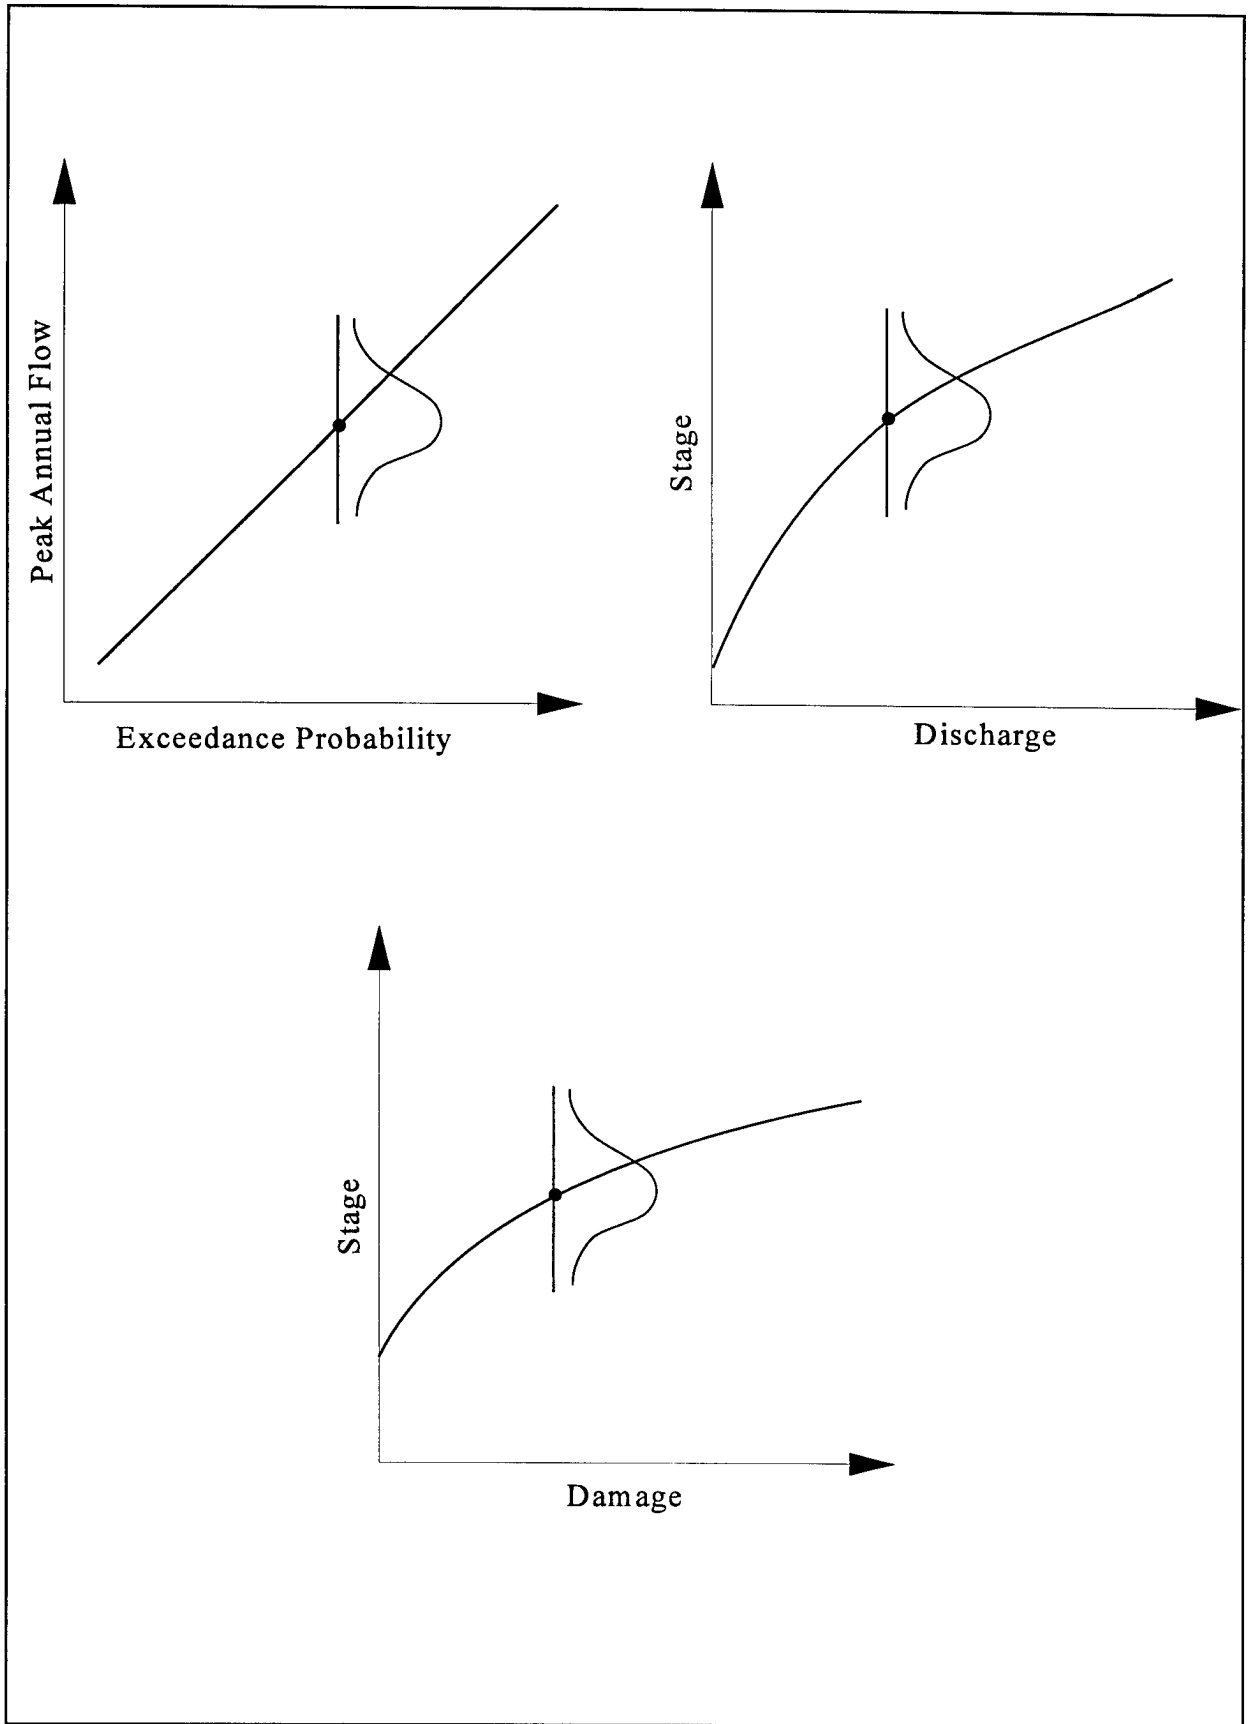 Peak Annual Flow
Exceedance Probability
Stage
Discharge
Stage
Damage